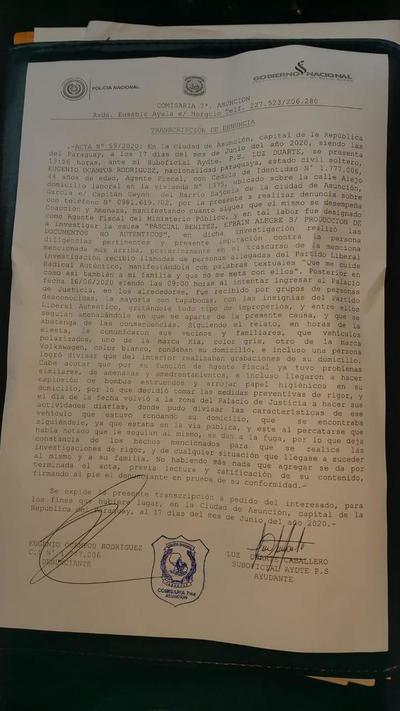 POLICIA NACIONAL
GOBIERNO NACIONAL
COMISARIA 7ª. ASUNCION
Avda. Eusebio Ayala e/ Morquio Telf. 227.523/206.280
TRANSCRIPCION DE DENUNCIA
-ACTA N° 59/2020: En la ciudad de Asunción, capital de la República
del Paraguay, a los 17 días del mes de Junio del año 2020, siendo las
13:56 horas, ante mí Suboficial Aydte. P.S. LUZ DUARTE, se presenta
EUGENIO OCAMPOS RODRIGUEZ, nacionalidad paraguaya, estado civil soltero,
44 años de edad, Agente Fiscal, con Cedula de Identidad N° 1.777.006,
domicilio laboral en la vivienda N° 1375, ubicado sobre la calle Alejo
García e/ Capitán Gwynn del Barrio Sajonia de la ciudad de Asunción,
con teléfono N° 0981.619.702, por la presente a realizar denuncia sobre
Coacción y Amenaza, manifestando cuanto sigue que el mismo se desempeña
como Agente Fiscal del Ministerio Público, y en tal labor fue designado
a investigar la causa "PASCUAL BENITEZ, EFRAIN ALEGRE S/ PRODUCCION DE
DOCUMENTOS NO AUTENTICOS", en dicha investigación realizó las
diligencias pertinentes y presente imputación contra la persona
mencionada más arriba, posteriormente en el trascurso de la mencionada
investigación recibió llamadas de personas allegadas del Partido Liberal
Radical Auténtico, manifestándole con palabras textuales "Que me cuide
como así también a mi familia y que no se meta con ellos". Posterior en
fecha 16/06/2020 siendo las 09:00 horas al intentar ingresar al Palacio
de Justicia, en los alrededores, fue recibido por grupos de personas
desconocidas, la mayoría con tapabocas, con las insignias del Partido
Liberal Auténtico, gritándole todo tipo de improperios, y entre ellos
seguían amenazándolo en que se aparte de la presente causa, y que se
abstenga de las consecuencias. Siguiendo el relato, en horas de la
siesta, le comunicaron sus vecinos y familiares, que vehículos
polarizados, uno de la marca Kia, color gris, otro de la marca
Volkswagen, color blanco, rondaban su domicilio, e incluso una persona
logró divisar que del interior realizaban grabaciones de su domicilio.
Cabe acotar que por su función de Agente Fiscal ya tuvo problemas
similares, de amenazas y amedrentamientos, e incluso llegaron a hacer
explosión de bombas estruendos y arrojar papel higiénico en su
domicilio, por lo que decidió tomar las medidas preventivas de rigor, y
el día de la fecha volvió a la zona del Palacio de Justicia a hacer sus
actividades diarias, donde pudo divisar las características de ese
vehículo que estuvo rondando su domicilio, que se encontraba
siguiéndole, ya que estaba en la vía pública, y este al percatarse que
había notado que le seguían al mismo, se dan a la fuga, por lo que deja
constancia de los hechos mencionados para que se realice las
investigaciones de rigor, y de cualquier situación que llegase a suceder
al mismo y a su familia. No habiendo más nada que agregar se da por
terminada el acta, previa lectura y ratificación de su contenido,
firmando al pie el denunciante en prueba de su conformidad.-
Se expide la presente transcripción a pedido del interesado, para
los fines que hubiere lugar, en la Ciudad de Asunción, capital de la
República del Paraguay, al 17 días del mes de Junio del año 2020.-
EUGENIO OCAMPOS RODRIGUEZ
C.I N° 1.777.006
DENUNCIANTE
COMISARIA 7ma
ASUNCION
LUZ DUARTE CABALLERO
SUBOFICIAL AYDTE P.S
AYUDANTE